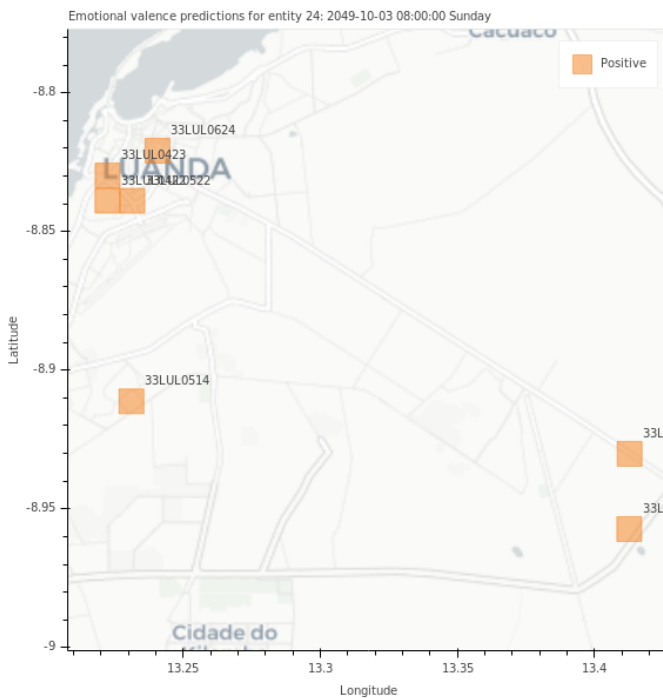 Emotional valence predictions for entity 24: 2049-10-03 08:00:00 Sunday
Cacuaco
Positive
-8.8
33LUL0624
33LUL0423
LUANDA
33LUL0522
-8.85
Latitude
-8.9
33LUL0514
33L
-8.95
33L
Cidade do
-9
13.25
13.3
13.35
13.4
Longitude